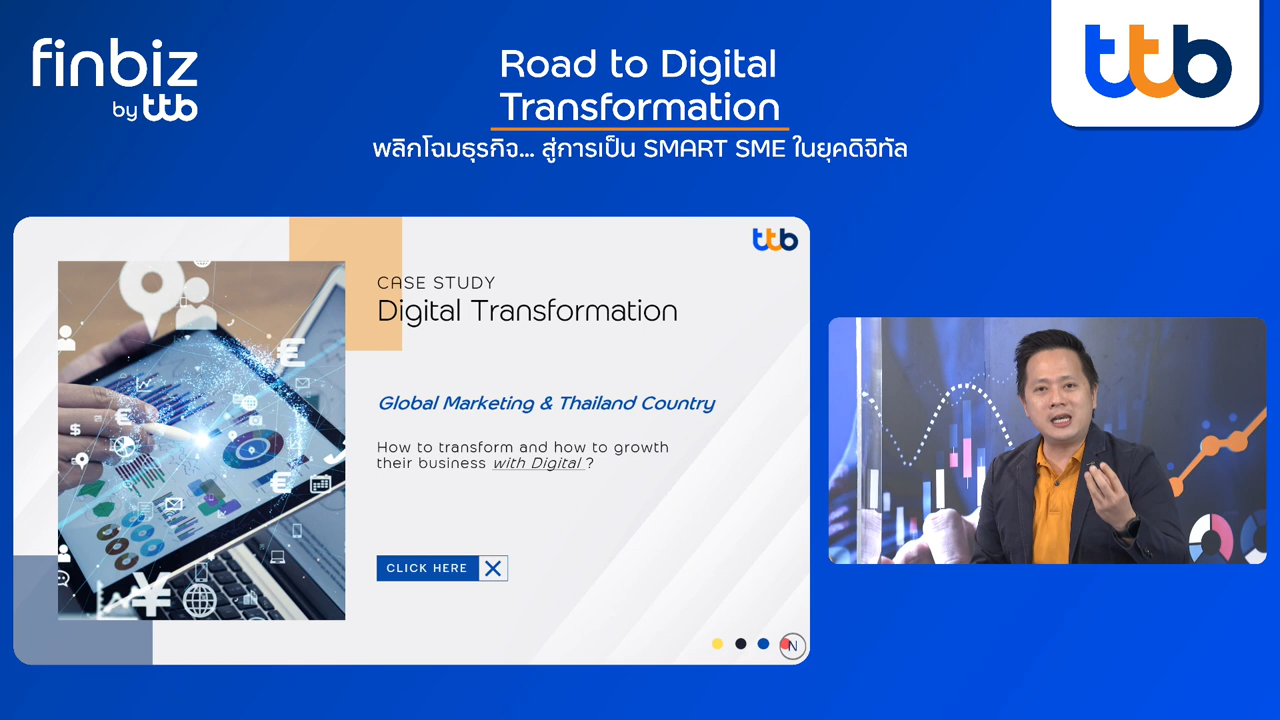 finbiz
by ttb
Road to Digital
Transformation
พลิกโฉมธุรกิจ... สู่การเป็น SMART SME ในยุคดิจิทัล
ttb
ttb
CASE STUDY
Digital Transformation
Global Marketing & Thailand Country
How to transform and how to growth
their business with Digital ?
CLICK HERE
N